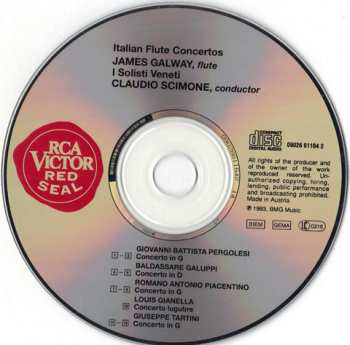 Italian Flute Concertos
JAMES GALWAY, flute
I Solisti Veneti
CLAUDIO SCIMONE, conductor
RCA
VICTOR
RED
SEAL
COMPACT
disc
DIGITAL AUDIO
09026 61164 2
All rights of the producer and
of the owner of the work
reproduced reserved. Un-
authorized copying, hiring,
lending, public performance
and broadcasting prohibited.
Made in Austria
℗ 1993, BMG Music
BIEM
GEMA
GIOVANNI BATTISTA PERGOLESI
1 - 3 Concerto in G
BALDASSARE GALUPPI
Concerto in D
ROMANO ANTONIO PIACENTINO
Concerto in G
LOUIS GIANELLA
Concerto lugubre
GIUSEPPE TARTINI
Concerto in G